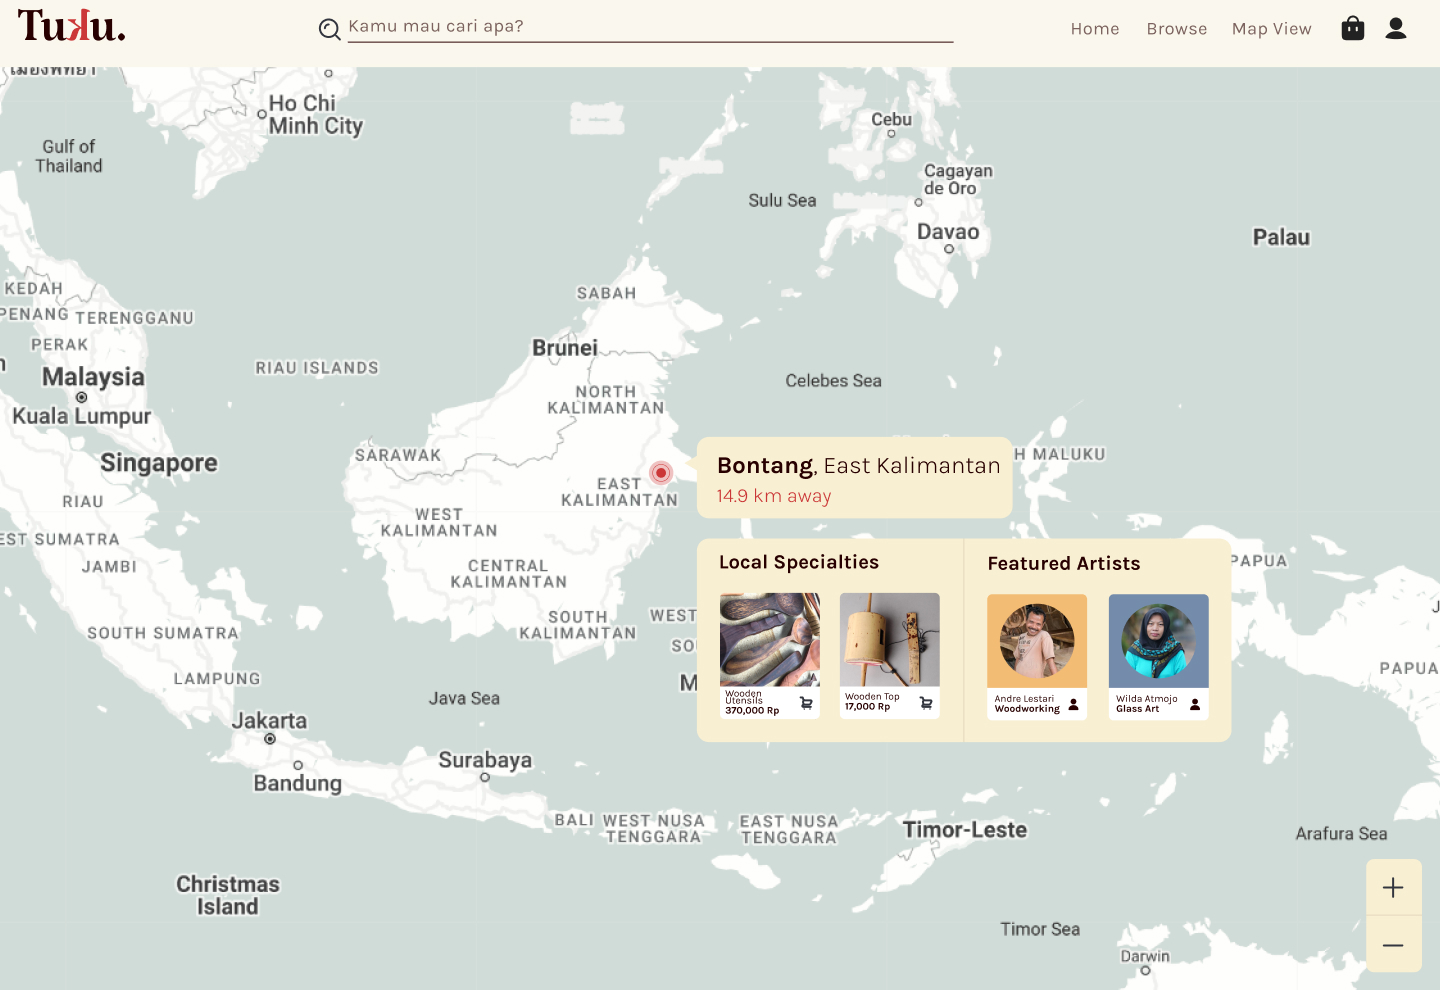 Tuku.
Kamu mau cari apa?
Home
Browse
Map View
Ho Chi
Minh City
Gulf of
Thailand
Cebu
Cagayan
de Oro
Sulu Sea
Davao
Palau
KEDAH
PENANG
TERENGGANU
PERAK
SABAH
Brunei
RIAU ISLANDS
Malaysia
Kuala Lumpur
Celebes Sea
NORTH
KALIMANTAN
SARAWAK
Singapore
H MALUKU
Bontang, East Kalimantan
14.9 km away
EAST
KALIMANTAN
RIAU
WEST
KALIMANTAN
EST SUMATRA
JAMBI
CENTRAL
KALIMANTAN
PAPUA
Local Specialties
Featured Artists
SOUTH
KALIMANTAN
WEST
SO
M
SOUTH SUMATRA
LAMPUNG
PAPUA
J
Wooden
Utensils
370,000 Rp
Wooden Top
17,000 Rp
Andre Lestari
Woodworking
Wilda Atmojo
Glass Art
Java Sea
Jakarta
Bandung
Surabaya
BALI
WEST NUSA
TENGGARA
EAST NUSA
TENGGARA
Timor-Leste
Arafura Sea
Christmas
Island
Timor Sea
Darwin
+
−